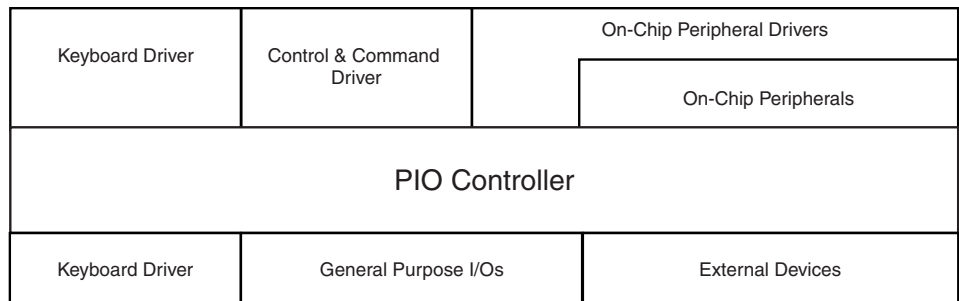 Keyboard Driver
Control & Command
Driver
On-Chip Peripheral Drivers
On-Chip Peripherals
PIO Controller
Keyboard Driver
General Purpose I/Os
External Devices